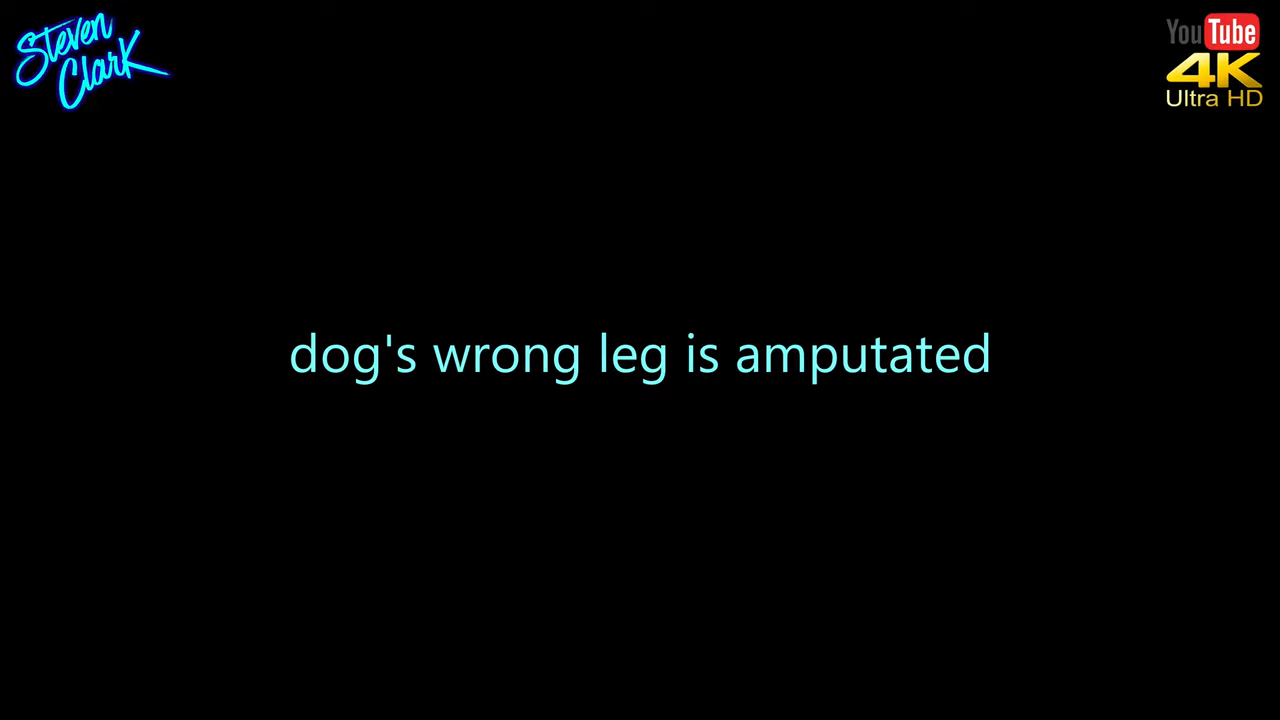 Steven
Clark
YouTube
4K
Ultra HD
dog's wrong leg is amputated